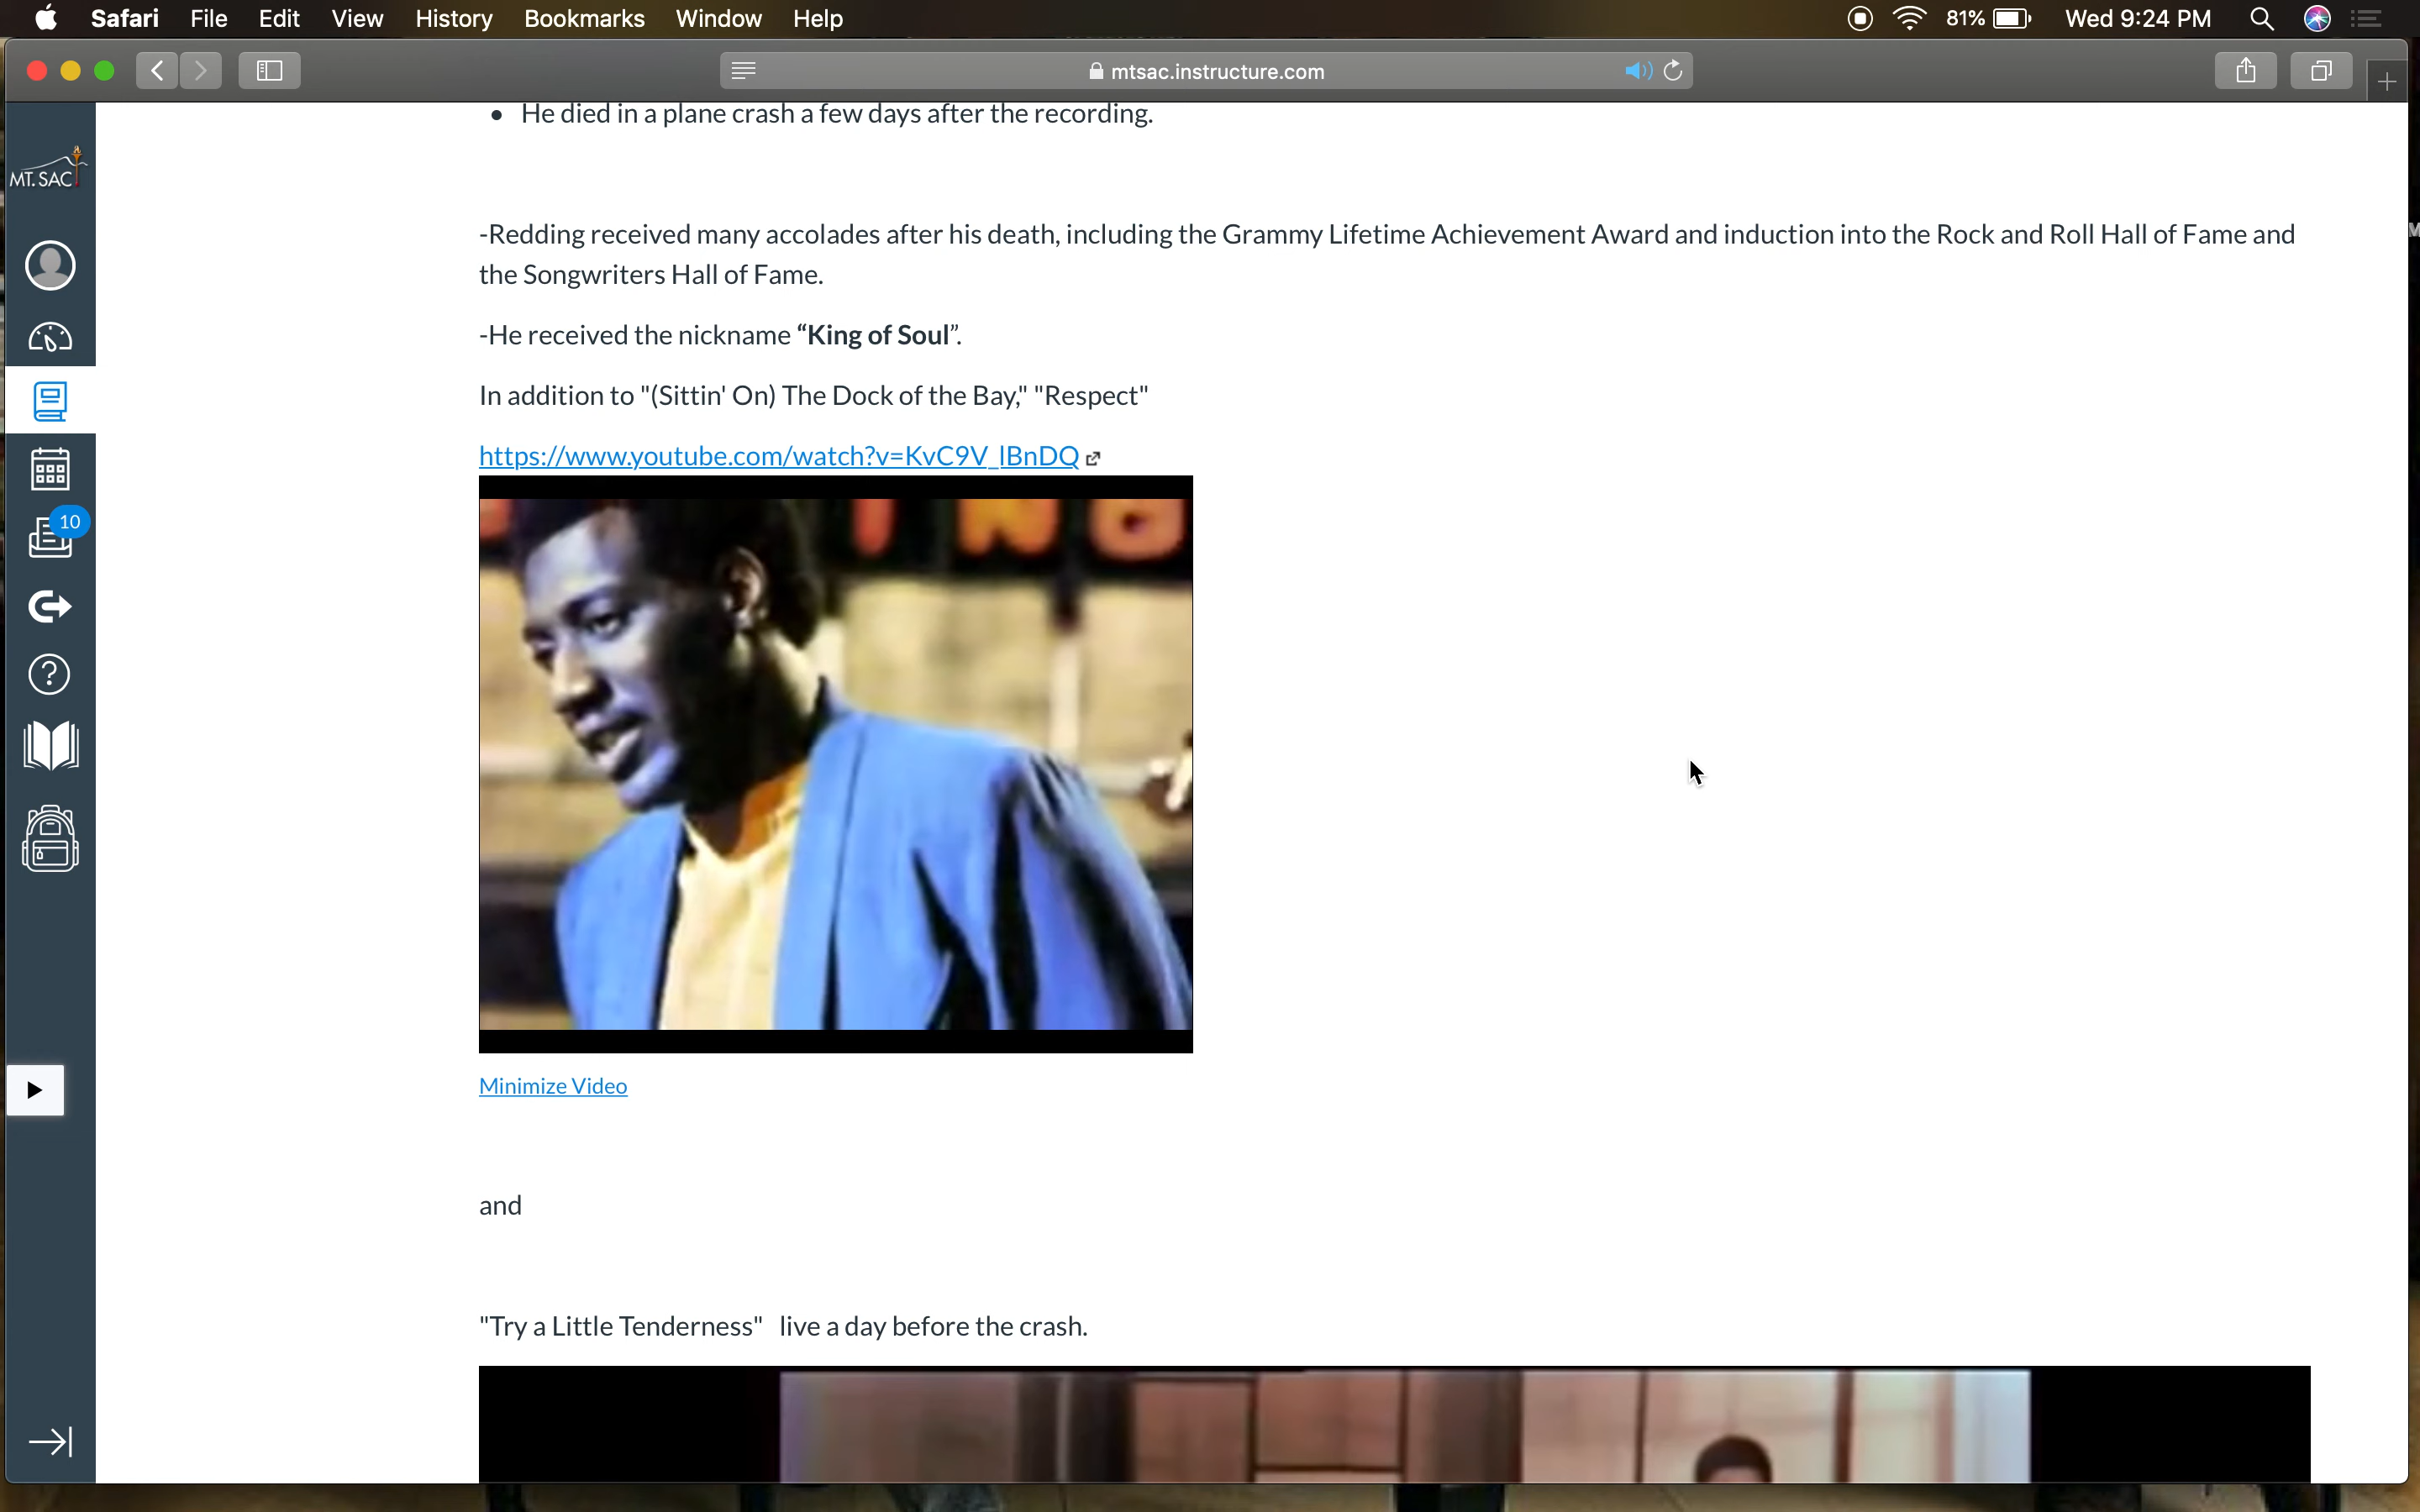 Safari File Edit View History Bookmarks Window Help 81% Wed 9:24 PM
mtsac.instructure.com
• He died in a plane crash a few days after the recording.
MT. SAC
-Redding received many accolades after his death, including the Grammy Lifetime Achievement Award and induction into the Rock and Roll Hall of Fame and
the Songwriters Hall of Fame.
-He received the nickname “King of Soul”.
In addition to "(Sittin' On) The Dock of the Bay," "Respect"
https://www.youtube.com/watch?v=KvC9V_lBnDQ
10
Minimize Video
and
"Try a Little Tenderness" live a day before the crash.